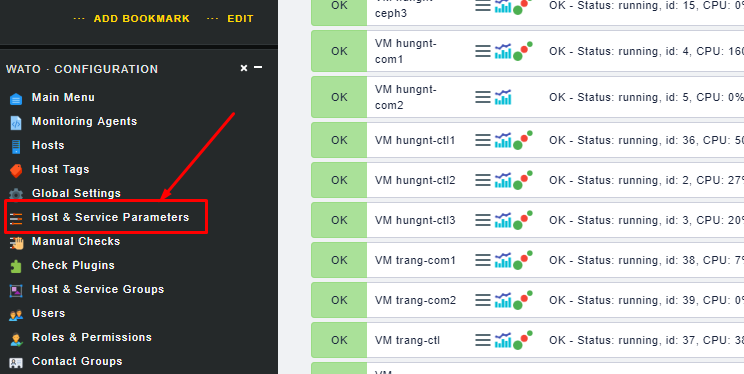 ··· ADD BOOKMARK ··· EDIT
WATO · CONFIGURATION
Main Menu
Monitoring Agents
Hosts
Host Tags
Global Settings
Host & Service Parameters
Manual Checks
Check Plugins
Host & Service Groups
Users
Roles & Permissions
Contact Groups
OK
ceph3
OK - Status: running, id: 15, CPU: 0%
OK
VM hungnt-
com1
OK - Status: running, id: 4, CPU: 160
OK
VM hungnt-
com2
OK - Status: running, id: 5, CPU: 0%
OK
VM hungnt-ctl1
OK - Status: running, id: 36, CPU: 50
OK
VM hungnt-ctl2
OK - Status: running, id: 2, CPU: 27%
OK
VM hungnt-ctl3
OK - Status: running, id: 3, CPU: 20%
OK
VM trang-com1
OK - Status: running, id: 38, CPU: 7%
OK
VM trang-com2
OK - Status: running, id: 39, CPU: 0%
OK
VM trang-ctl
OK - Status: running, id: 37, CPU: 38
VM